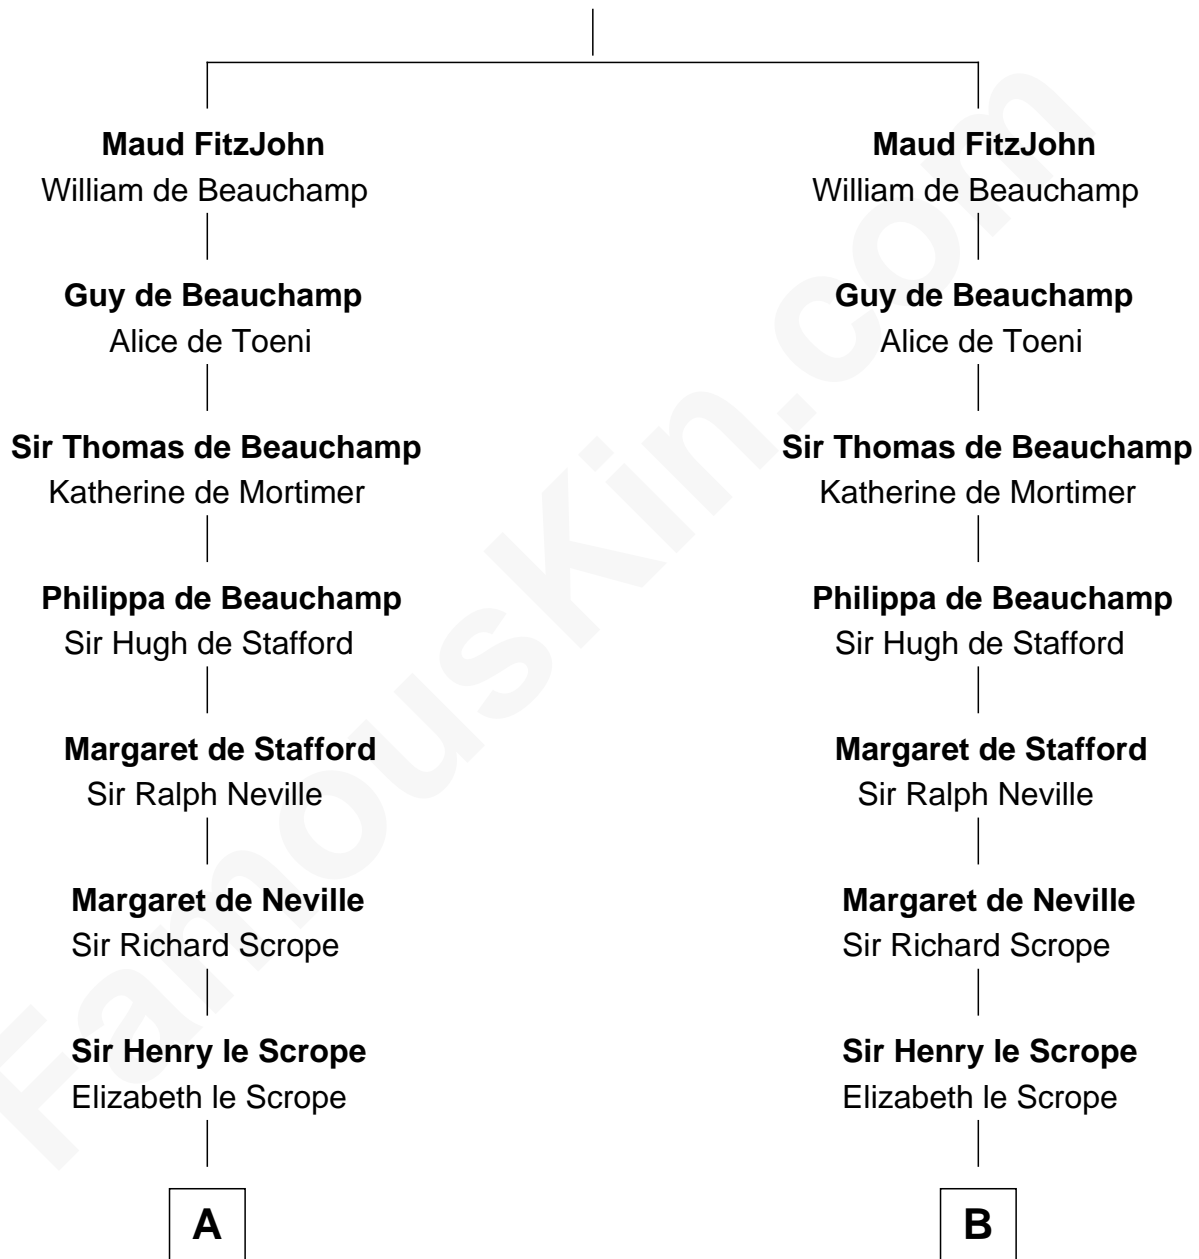 Maud FitzJohn
William de Beauchamp
Guy de Beauchamp
Alice de Toeni
Sir Thomas de Beauchamp
Katherine de Mortimer
Philippa de Beauchamp
Sir Hugh de Stafford
Margaret de Stafford
Sir Ralph Neville
Margaret de Neville
Sir Richard Scrope
Sir Henry le Scrope
Elizabeth le Scrope
A
Maud FitzJohn
William de Beauchamp
Guy de Beauchamp
Alice de Toeni
Sir Thomas de Beauchamp
Katherine de Mortimer
Philippa de Beauchamp
Sir Hugh de Stafford
Margaret de Stafford
Sir Ralph Neville
Margaret de Neville
Sir Richard Scrope
Sir Henry le Scrope
Elizabeth le Scrope
B
FamousKin.com